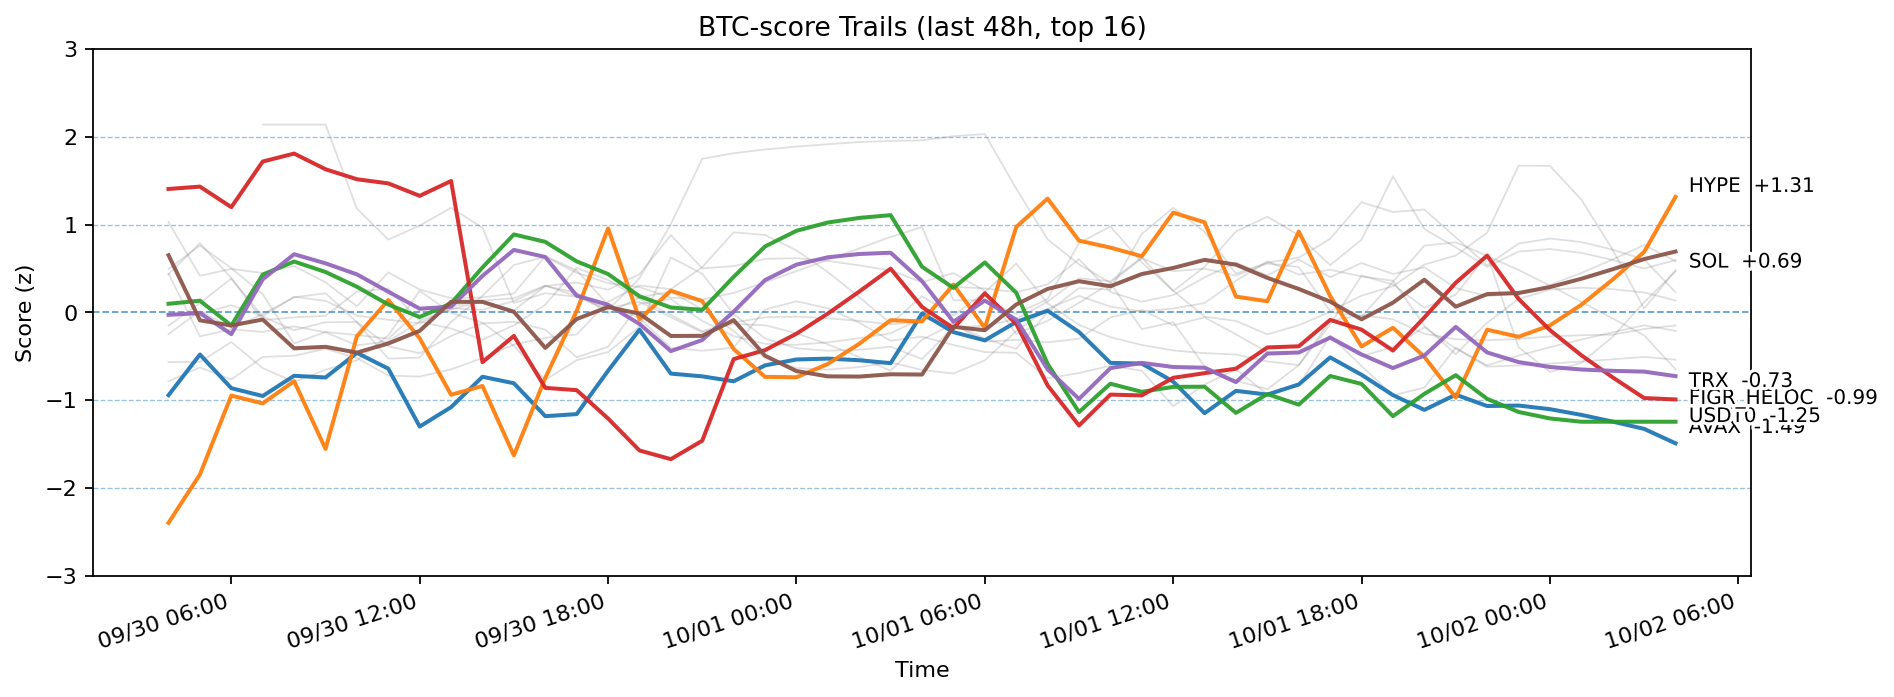 BTC-score Trails (last 48h, top 16)
3
2
1
0
−1
−2
−3
Score (z)
HYPE +1.31
SOL +0.69
TRX -0.73
FIGR_HELOC -0.99
USDT0 -1.25
AVAX -1.49
09/30 06:00
09/30 12:00
09/30 18:00
10/01 00:00
10/01 06:00
10/01 12:00
10/01 18:00
10/02 00:00
10/02 06:00
Time